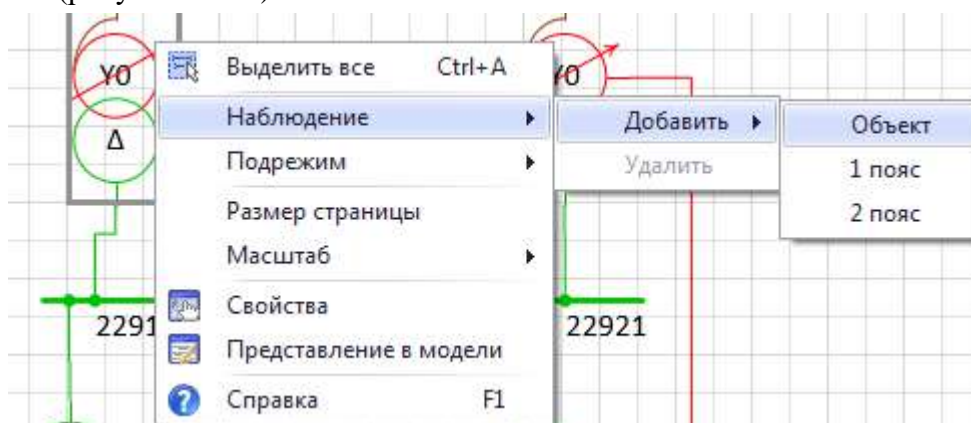 Y0
Выделить все Ctrl+A
Y0
Δ
Наблюдение
Добавить
Объект
Подрежим
Удалить
1 пояс
Размер страницы
2 пояс
Масштаб
Свойства
2291
22921
Представление в модели
Справка F1